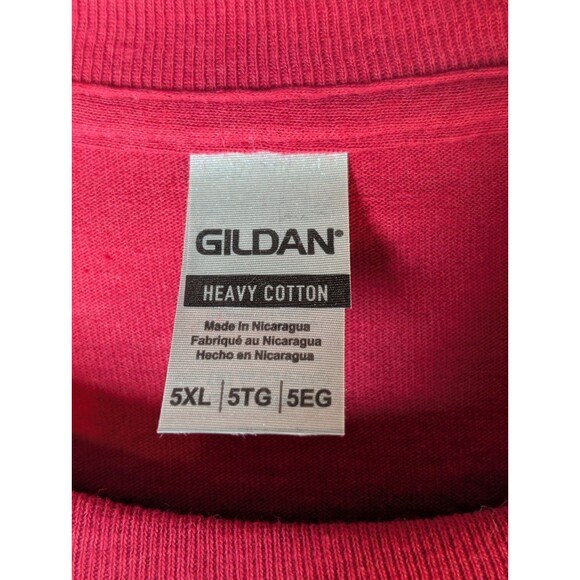 GILDAN®
HEAVY COTTON
Made In Nicaragua
Fabriqué au Nicaragua
Hecho en Nicaragua
5XL | 5TG | 5EG